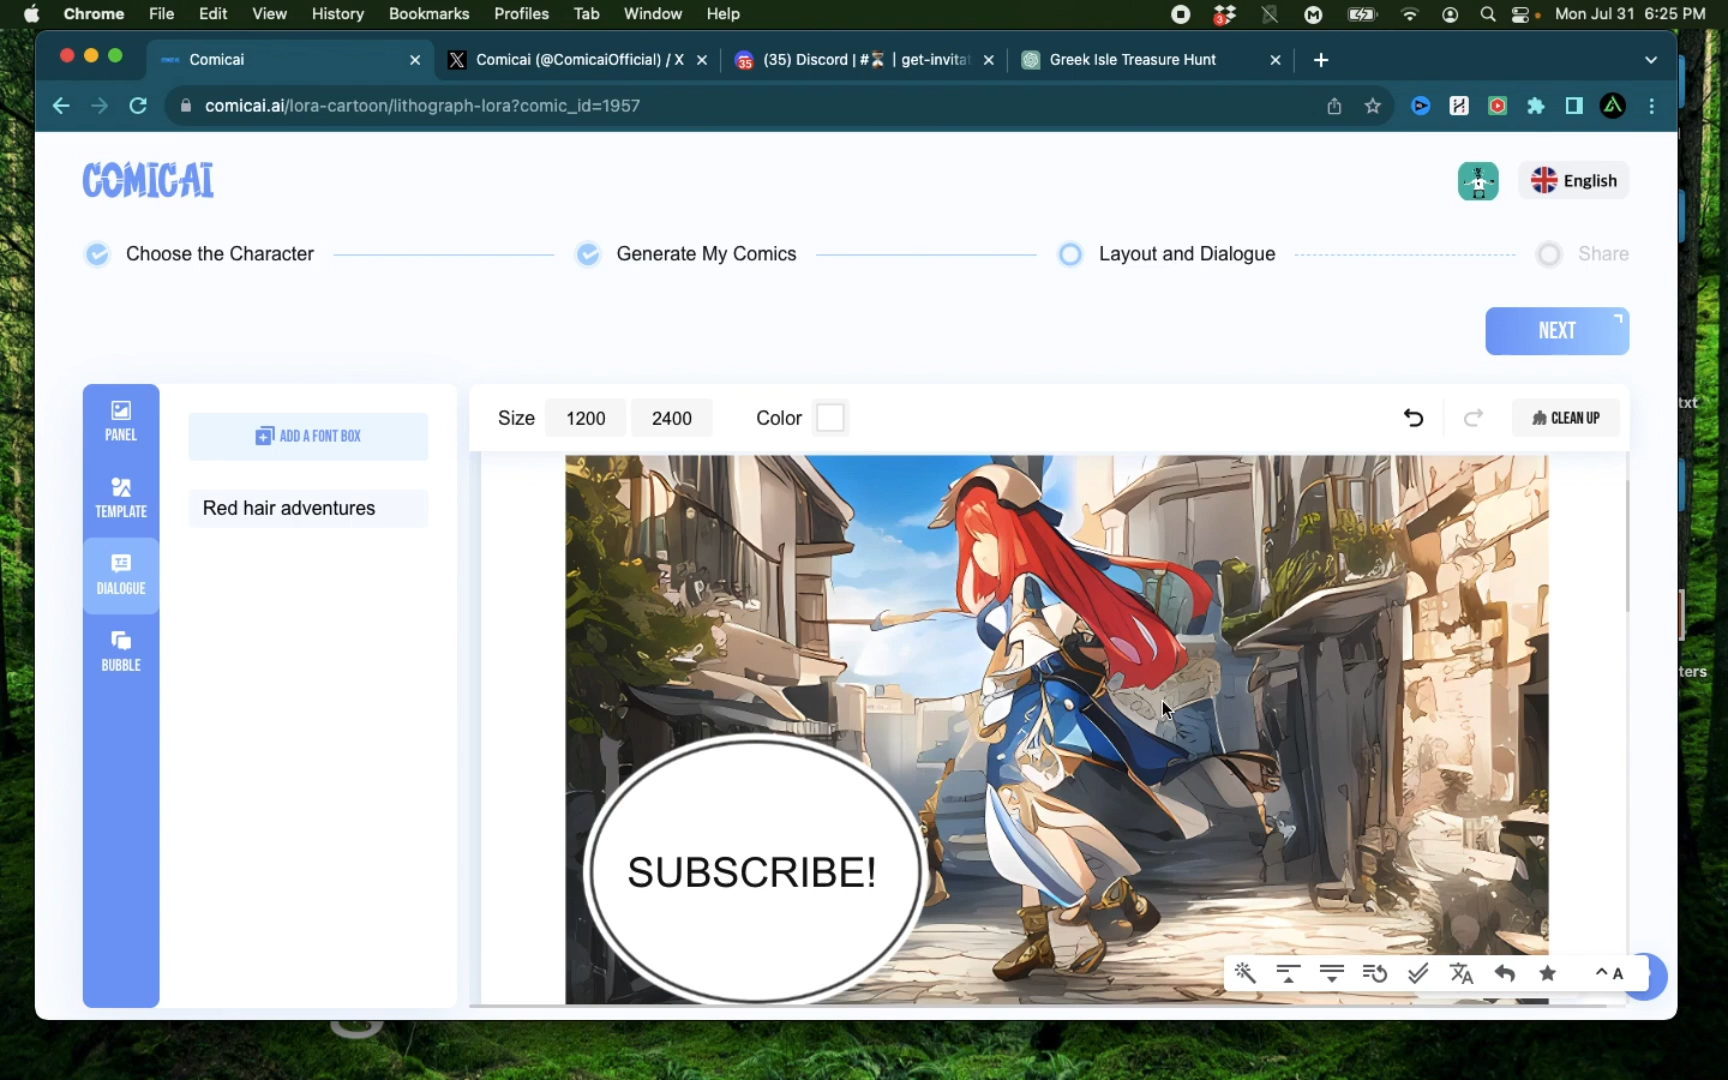 Chrome File Edit View History Bookmarks Profiles Tab Window Help
3 M Mon Jul 31 6:25 PM
Comicai
Comicai (@ComicaiOfficial) / X
35 (35) Discord | #⏳ | get-invitat
Greek Isle Treasure Hunt
comicai.ai/lora-cartoon/lithograph-lora?comic_id=1957
COMICAI
English
Choose the Character
Generate My Comics
Layout and Dialogue
Share
NEXT
PANEL
TEMPLATE
DIALOGUE
BUBBLE
ADD A FONT BOX
Red hair adventures
Size 1200 2400 Color
CLEAN UP
SUBSCRIBE!
A
txt
ters